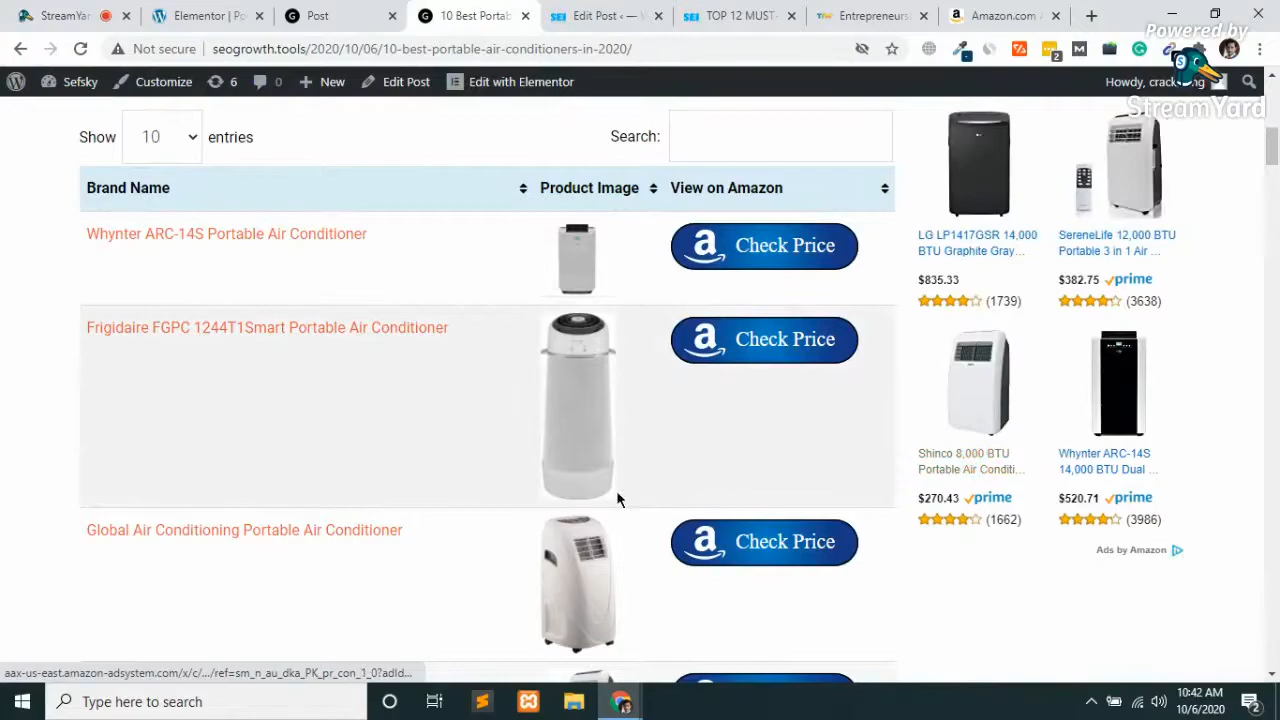 StreamYar
Elementor | P
Post
10 Best Portab
Edit Post ‹ — W
TOP 12 MUST-
Entrepreneurs
Amazon.com A
Not secure
seogrowth.tools/2020/10/06/10-best-portable-air-conditioners-in-2020/
2
Powered by
StreamYard
Sefsky
Customize
6
0
New
Edit Post
Edit with Elementor
Howdy, crack
Show 10 entries
Search:
Brand Name
Product Image
View on Amazon
Whynter ARC-14S Portable Air Conditioner
Check Price
Frigidaire FGPC 1244T1Smart Portable Air Conditioner
Check Price
Global Air Conditioning Portable Air Conditioner
Check Price
LG LP1417GSR 14,000
BTU Graphite Gray...
$835.33
(1739)
SereneLife 12,000 BTU
Portable 3 in 1 Air ...
$382.75 prime
(3638)
Shinco 8,000 BTU
Portable Air Conditi...
$270.43 prime
(1662)
Whynter ARC-14S
14,000 BTU Dual ...
$520.71 prime
(3986)
Ads by Amazon
aax-us-east.amazon-adsystem.com/x/c/.../ref=sm_n_au_dka_PK_pr_con_1_0?adId...
Type here to search
10:42 AM
10/6/2020
2